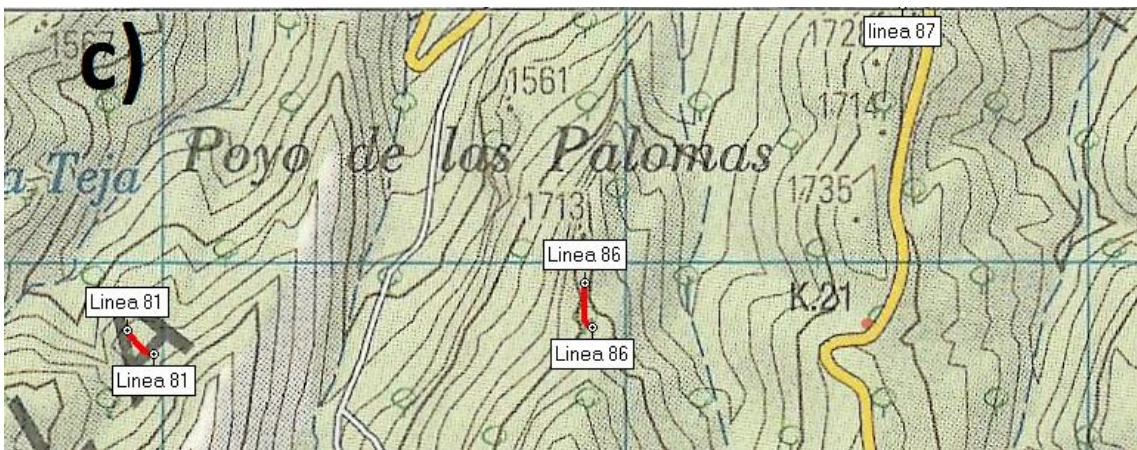 c)
1567
1561
1714
linea 87
a Teja
Poyo de las Palomas
1713
1735
Linea 86
K.21
Linea 81
Linea 86
Linea 81